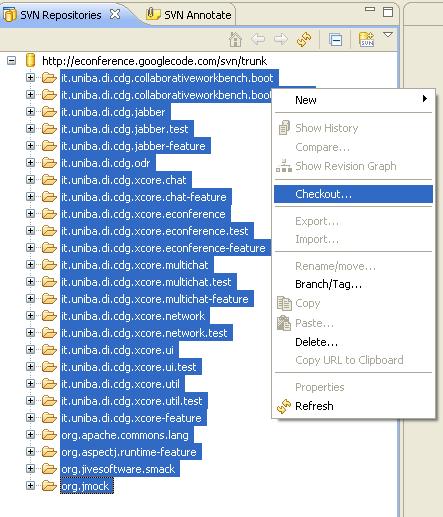 SVN Repositories
SVN Annotate
SVN
http://econference.googlecode.com/svn/trunk
it.uniba.di.cdg.collaborativeworkbench.boot
it.uniba.di.cdg.collaborativeworkbench.boot
it.uniba.di.cdg.jabber
it.uniba.di.cdg.jabber.test
it.uniba.di.cdg.jabber-feature
it.uniba.di.cdg.odr
it.uniba.di.cdg.xcore.chat
it.uniba.di.cdg.xcore.chat-feature
it.uniba.di.cdg.xcore.econference
it.uniba.di.cdg.xcore.econference.test
it.uniba.di.cdg.xcore.econference-feature
it.uniba.di.cdg.xcore.multichat
it.uniba.di.cdg.xcore.multichat.test
it.uniba.di.cdg.xcore.multichat-feature
it.uniba.di.cdg.xcore.network
it.uniba.di.cdg.xcore.network.test
it.uniba.di.cdg.xcore.ui
it.uniba.di.cdg.xcore.ui.test
it.uniba.di.cdg.xcore.util
it.uniba.di.cdg.xcore.util.test
it.uniba.di.cdg.xcore-feature
org.apache.commons.lang
org.aspectj.runtime-feature
org.jivesoftware.smack
org.jmock
New
Show History
Compare...
Show Revision Graph
Checkout...
Export...
Import...
Rename/move...
Branch/Tag...
Copy
Paste...
Delete...
Copy URL to Clipboard
Properties
Refresh